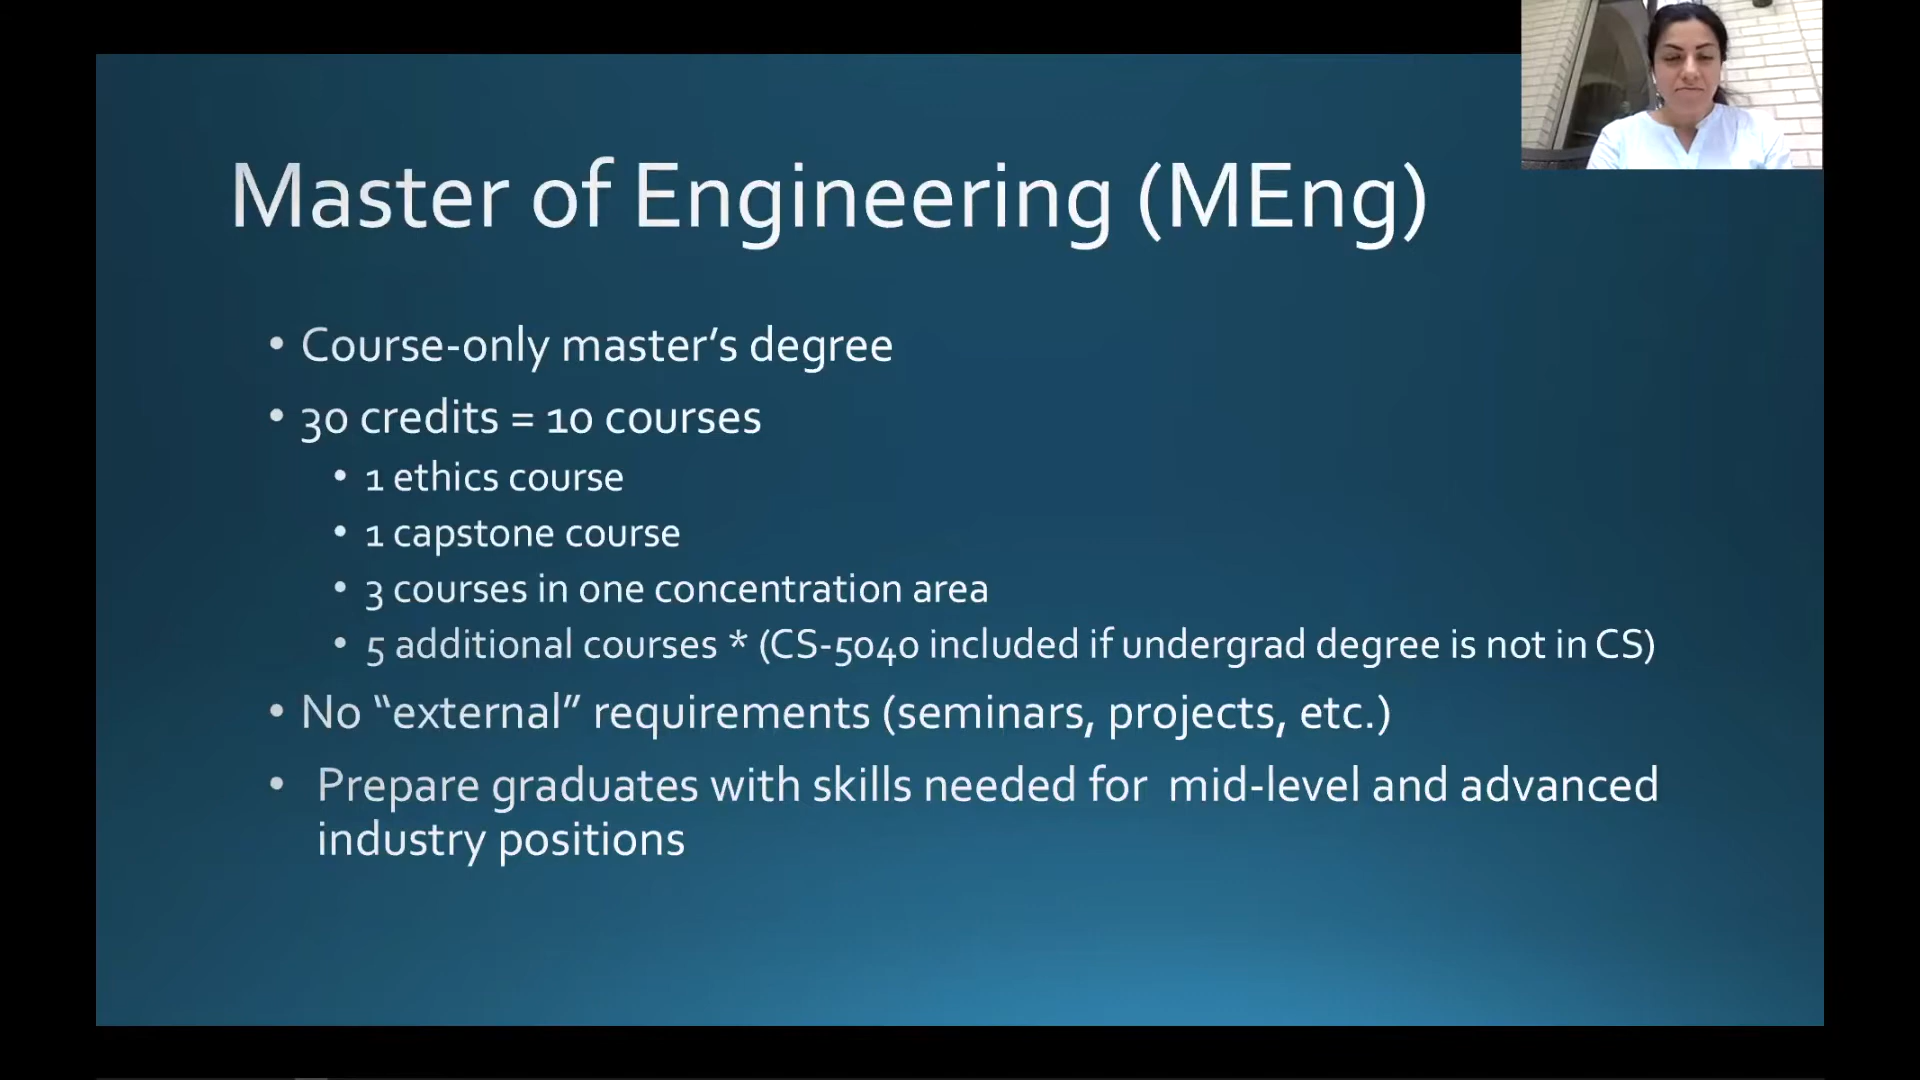 Master of Engineering (MEng)
• Course-only master’s degree
• 30 credits = 10 courses
• 1 ethics course
• 1 capstone course
• 3 courses in one concentration area
• 5 additional courses * (CS-5040 included if undergrad degree is not in CS)
• No “external” requirements (seminars, projects, etc.)
• Prepare graduates with skills needed for mid-level and advanced
industry positions